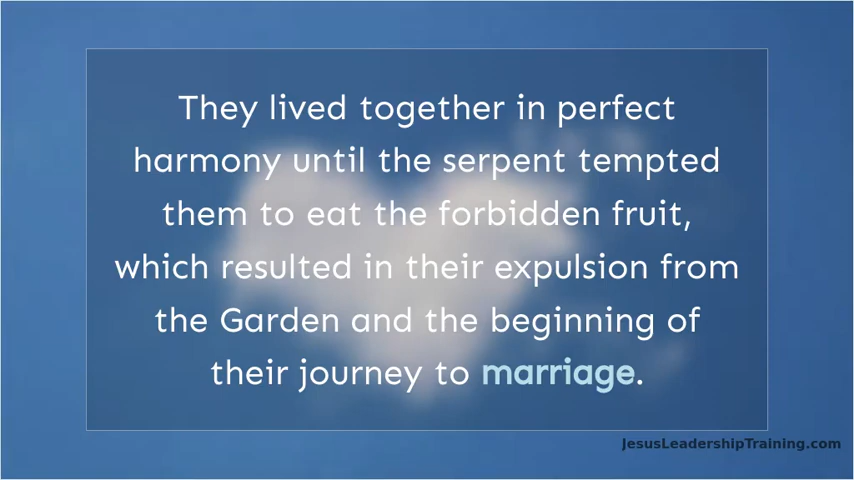 They lived together in perfect
harmony until the serpent tempted
them to eat the forbidden fruit,
which resulted in their expulsion from
the Garden and the beginning of
their journey to marriage.
JesusLeadershipTraining.com